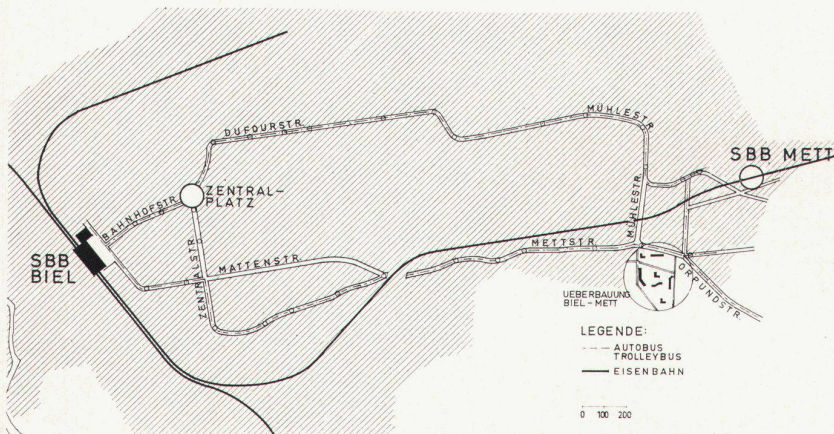 DUFOURSTR.
MÜHLESTR.
SBB METT
BAHNHOFSTR.
ZENTRAL-
PLATZ
MÜHLESTR.
SBB
BIEL
ZENTRALSTR.
MATTENSTR.
METTSTR.
ORPUNDSTR.
UEBERBAUUNG
BIEL-METT
LEGENDE:
AUTOBUS
TROLLEYBUS
EISENBAHN
0 100 200